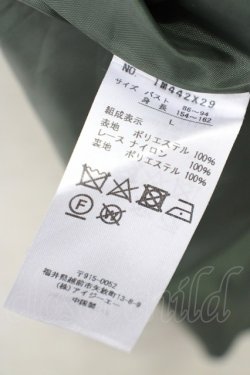 NO. 1M442X29
サイズ バスト 86~94
身長 154~162
L
組成表示
表地 ポリエステル 100%
レース ナイロン 100%
裏地 ポリエステル 100%
〒915-0052
福井県越前市矢放町13-8-9
㈱アイジーエー
中国製